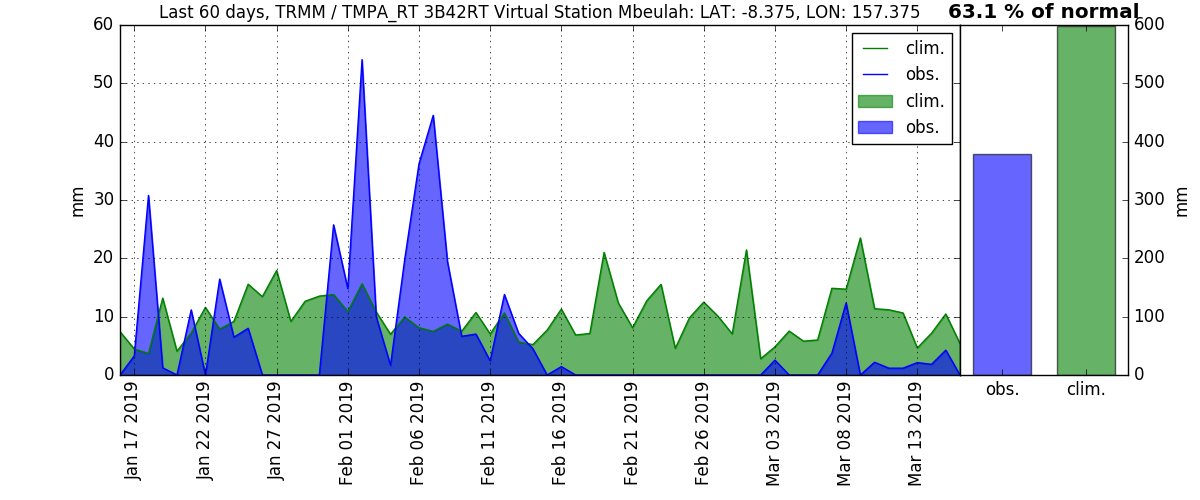 Last 60 days, TRMM / TMPA_RT 3B42RT Virtual Station Mbeulah: LAT: -8.375, LON: 157.375
63.1 % of normal
60
50
40
30
20
10
0
mm
clim.
obs.
clim.
obs.
600
500
400
300
200
100
0
mm
Jan 17 2019
Jan 22 2019
Jan 27 2019
Feb 01 2019
Feb 06 2019
Feb 11 2019
Feb 16 2019
Feb 21 2019
Feb 26 2019
Mar 03 2019
Mar 08 2019
Mar 13 2019
obs.
clim.